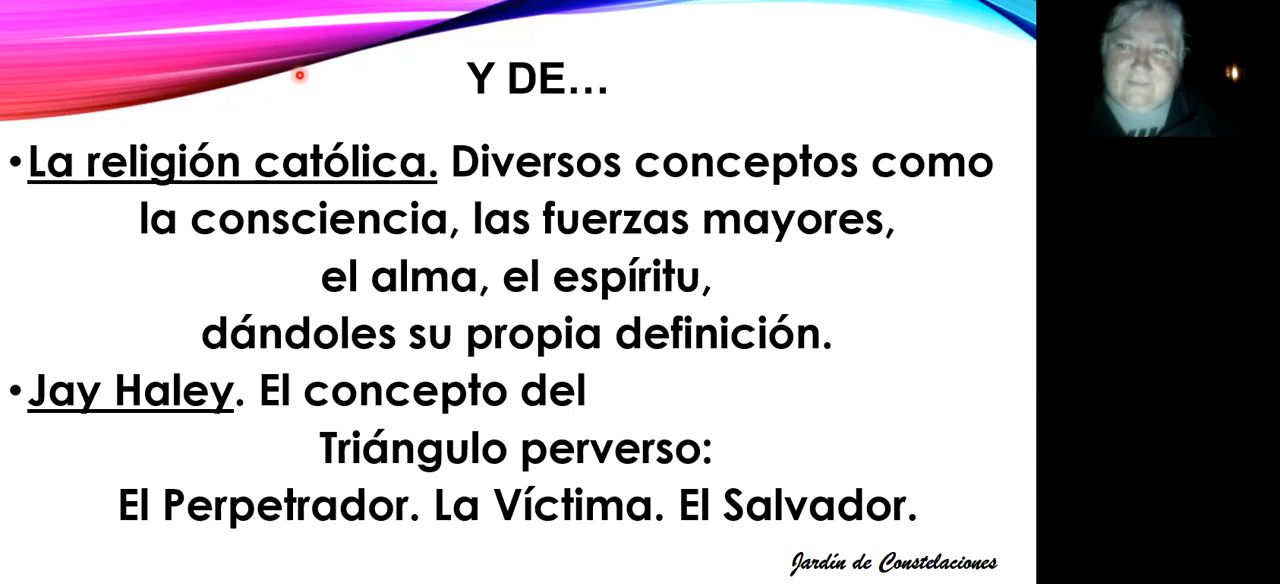 Y DE...
•La religión católica. Diversos conceptos como
la consciencia, las fuerzas mayores,
el alma, el espíritu,
dándoles su propia definición.
•Jay Haley. El concepto del
Triángulo perverso:
El Perpetrador. La Víctima. El Salvador.
Jardín de Constelaciones